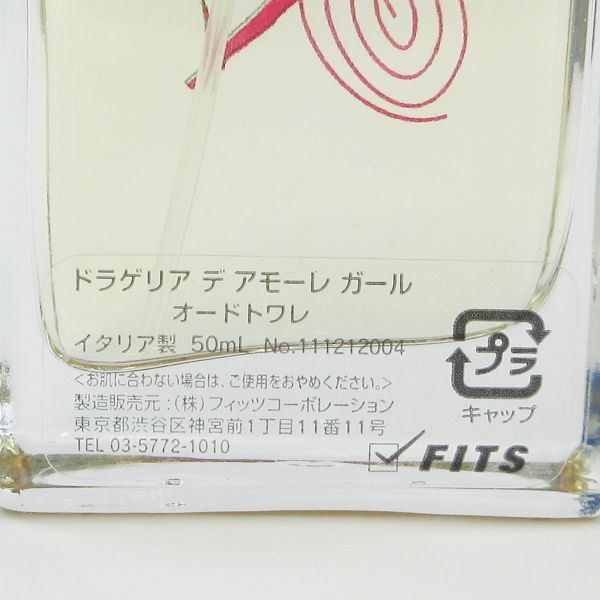 ドラゲリア デ アモーレ ガール
オードトワレ
イタリア製 50mL No.111212004
<お肌に合わない場合は、ご使用をおやめください。>
製造販売元:(株)フィッツコーポレーション
東京都渋谷区神宮前1丁目11番11号
TEL 03-5772-1010
プラ
キャップ
FITS